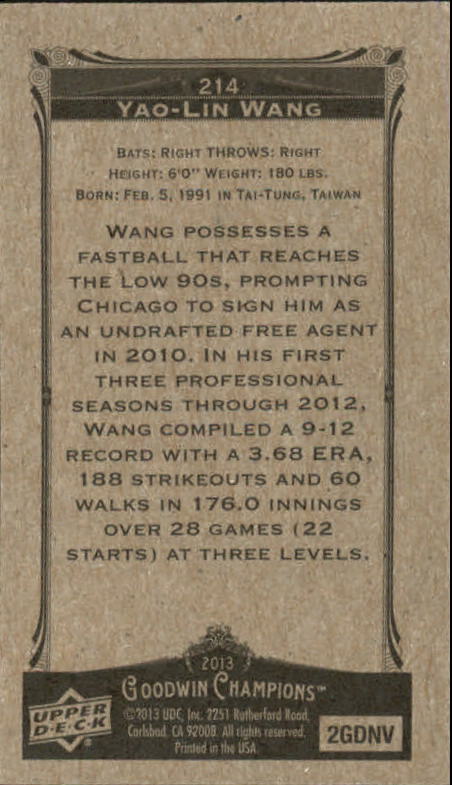 214
YAO-LIN WANG
BATS: RIGHT THROWS: RIGHT
HEIGHT: 6'0" WEIGHT: 180 LBS.
BORN: FEB. 5, 1991 IN TAI-TUNG, TAIWAN
WANG POSSESSES A
FASTBALL THAT REACHES
THE LOW 90S, PROMPTING
CHICAGO TO SIGN HIM AS
AN UNDRAFTED FREE AGENT
IN 2010. IN HIS FIRST
THREE PROFESSIONAL
SEASONS THROUGH 2012,
WANG COMPILED A 9-12
RECORD WITH A 3.68 ERA,
188 STRIKEOUTS AND 60
WALKS IN 176.0 INNINGS
OVER 28 GAMES (22
STARTS) AT THREE LEVELS.
2013
GOODWIN CHAMPIONS™
UPPER
D•E•C•K®
©2013 UDC, Inc. 2251 Rutherford Road,
Carlsbad, CA 92008. All rights reserved.
Printed in the USA
2GDNV